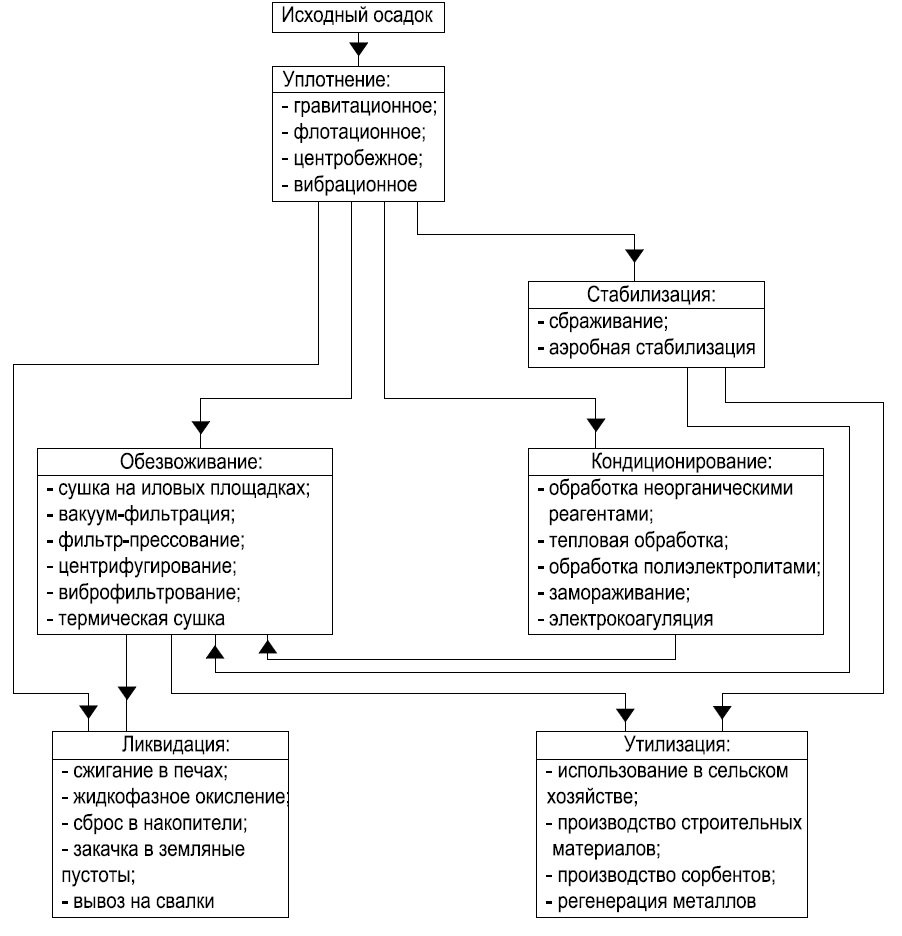 Исходный осадок
Уплотнение:
- гравитационное;
- флотационное;
- центробежное;
- вибрационное
Стабилизация:
- сбраживание;
- аэробная стабилизация
Обезвоживание:
- сушка на иловых площадках;
- вакуум-фильтрация;
- фильтр-прессование;
- центрифугирование;
- виброфильтрование;
- термическая сушка
Кондиционирование:
- обработка неорганическими
реагентами;
- тепловая обработка;
- обработка полиэлектролитами;
- замораживание;
- электрокоагуляция
Ликвидация:
- сжигание в печах;
- жидкофазное окисление;
- сброс в накопители;
- закачка в земляные
пустоты;
- вывоз на свалки
Утилизация:
- использование в сельском
хозяйстве;
- производство строительных
материалов;
- производство сорбентов;
- регенерация металлов